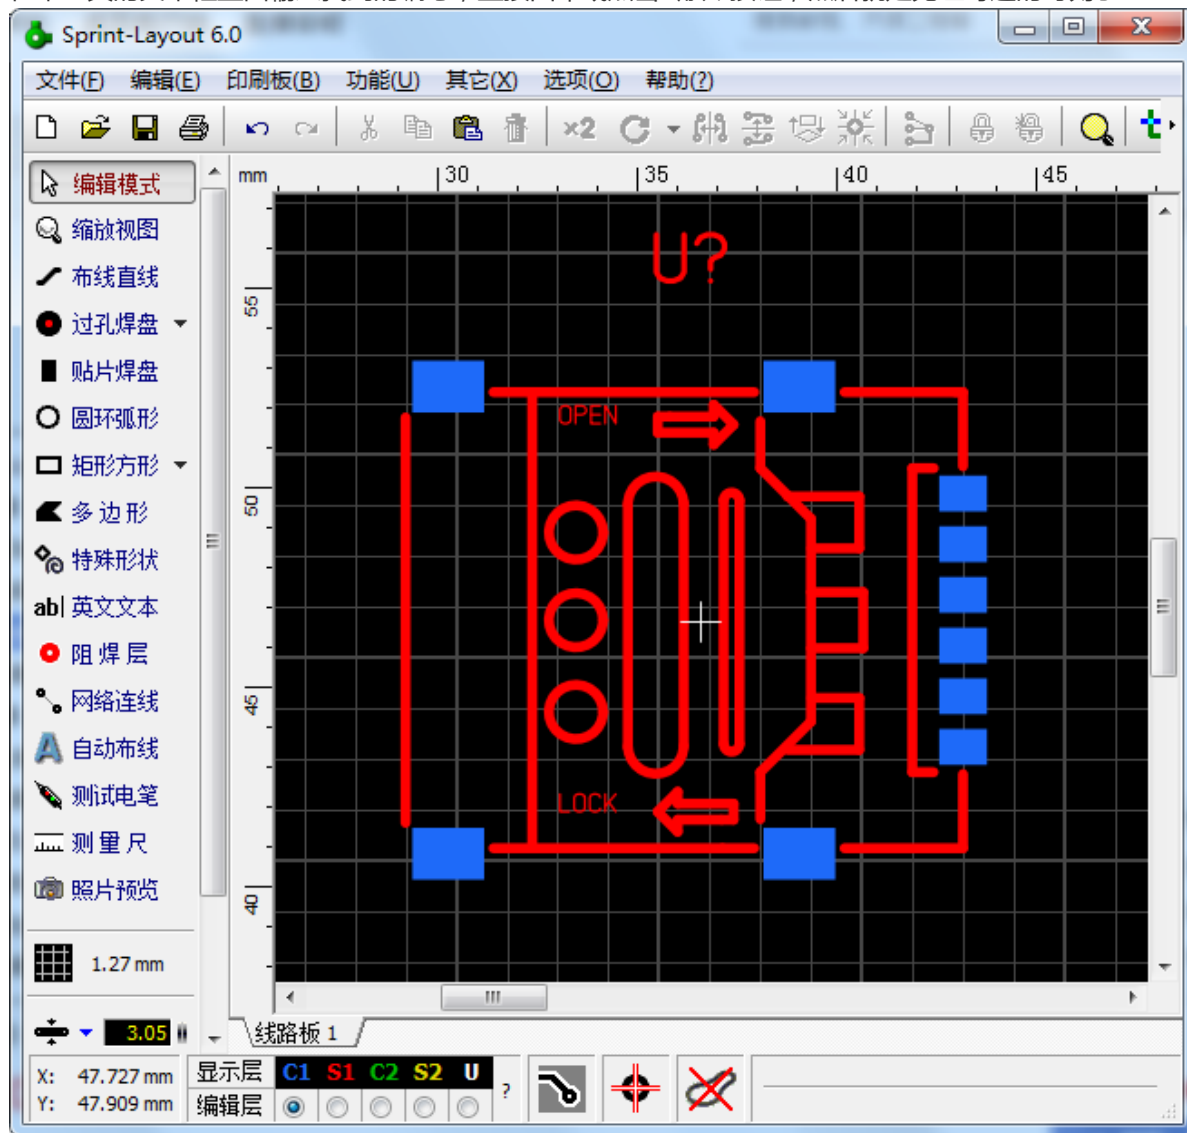 Sprint-Layout 6.0
文件(F) 编辑(E) 印刷板(B) 功能(U) 其它(X) 选项(O) 帮助(?)
×2
编辑模式
缩放视图
布线直线
过孔焊盘
贴片焊盘
圆环弧形
矩形方形
多边形
特殊形状
ab| 英文文本
阻焊层
网络连线
自动布线
测试电笔
测量尺
照片预览
1.27 mm
3.05
mm 30 35 40 45
55
50
45
40
U?
OPEN
LOCK
线路板 1
X: 47.727 mm
Y: 47.909 mm
显示层 C1 S1 C2 S2 U
编辑层
?